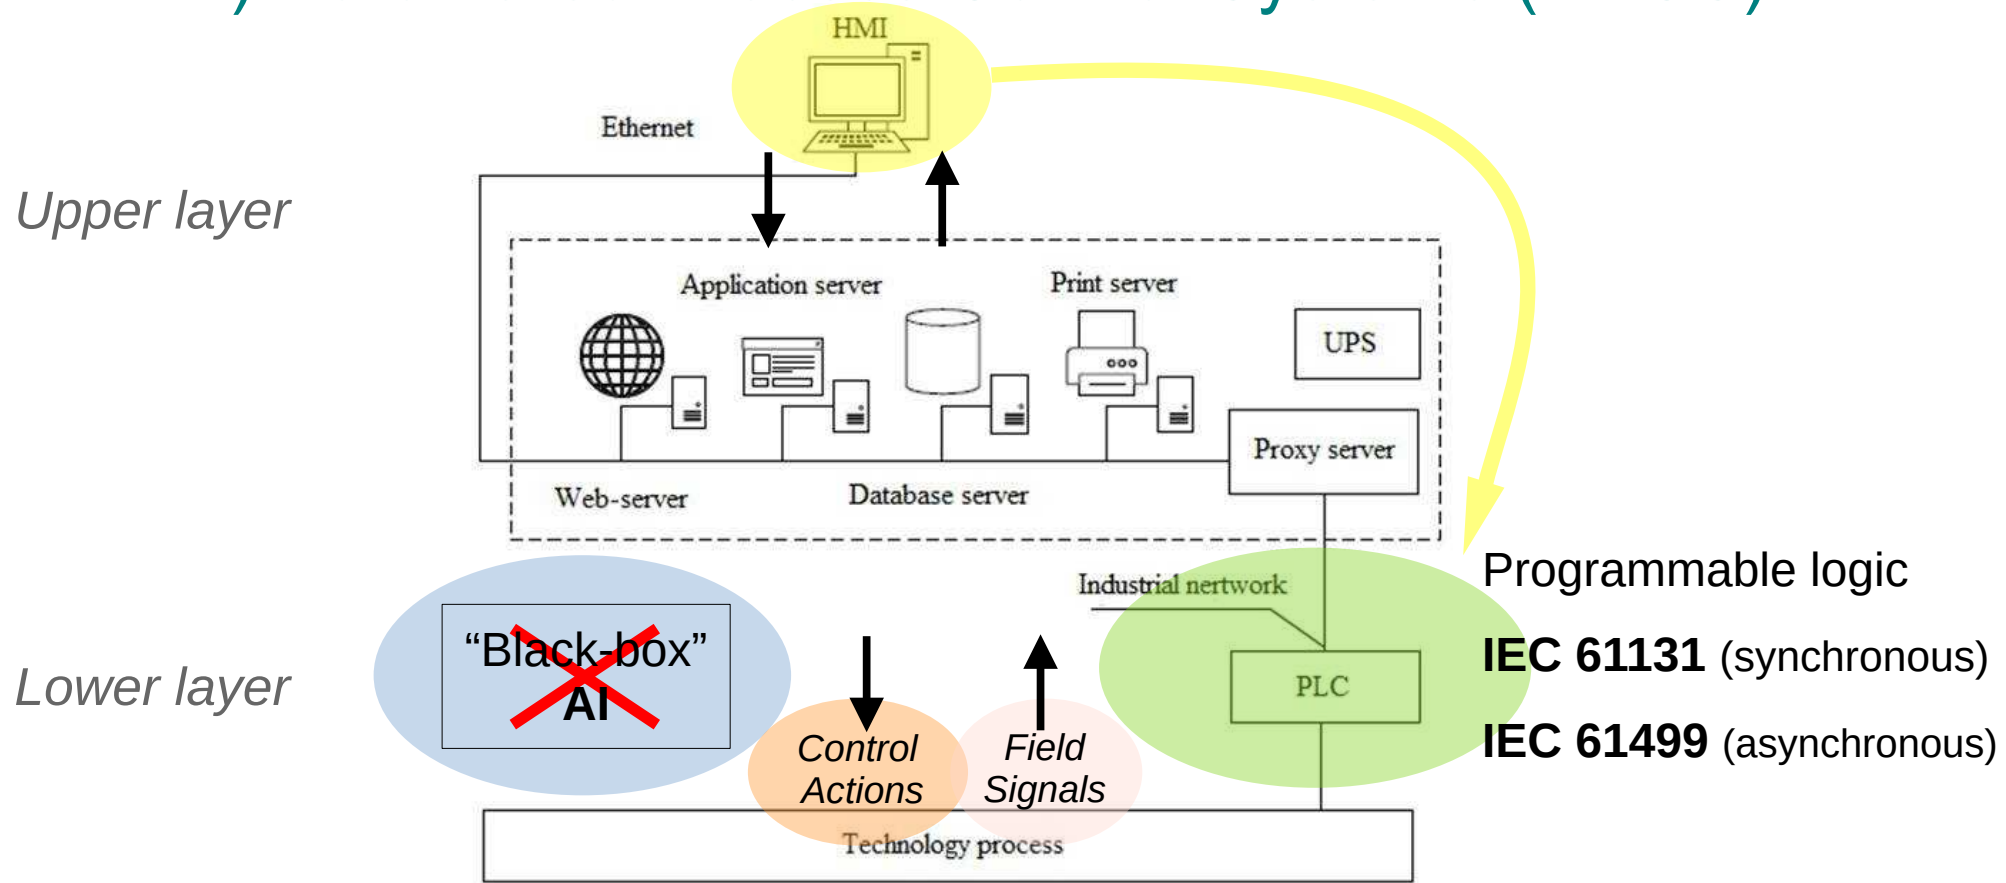 HMI
Ethernet
Upper layer
Application server
Print server
UPS
Proxy server
Web-server
Database server
Industrial nertwork
Programmable logic
"Black-box"
AI
IEC 61131 (synchronous)
Lower layer
PLC
IEC 61499 (asynchronous)
Control
Actions
Field
Signals
Technology process